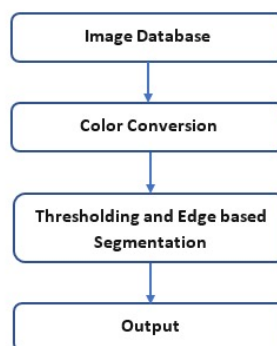 Image Database
Color Conversion
Thresholding and Edge based
Segmentation
Output